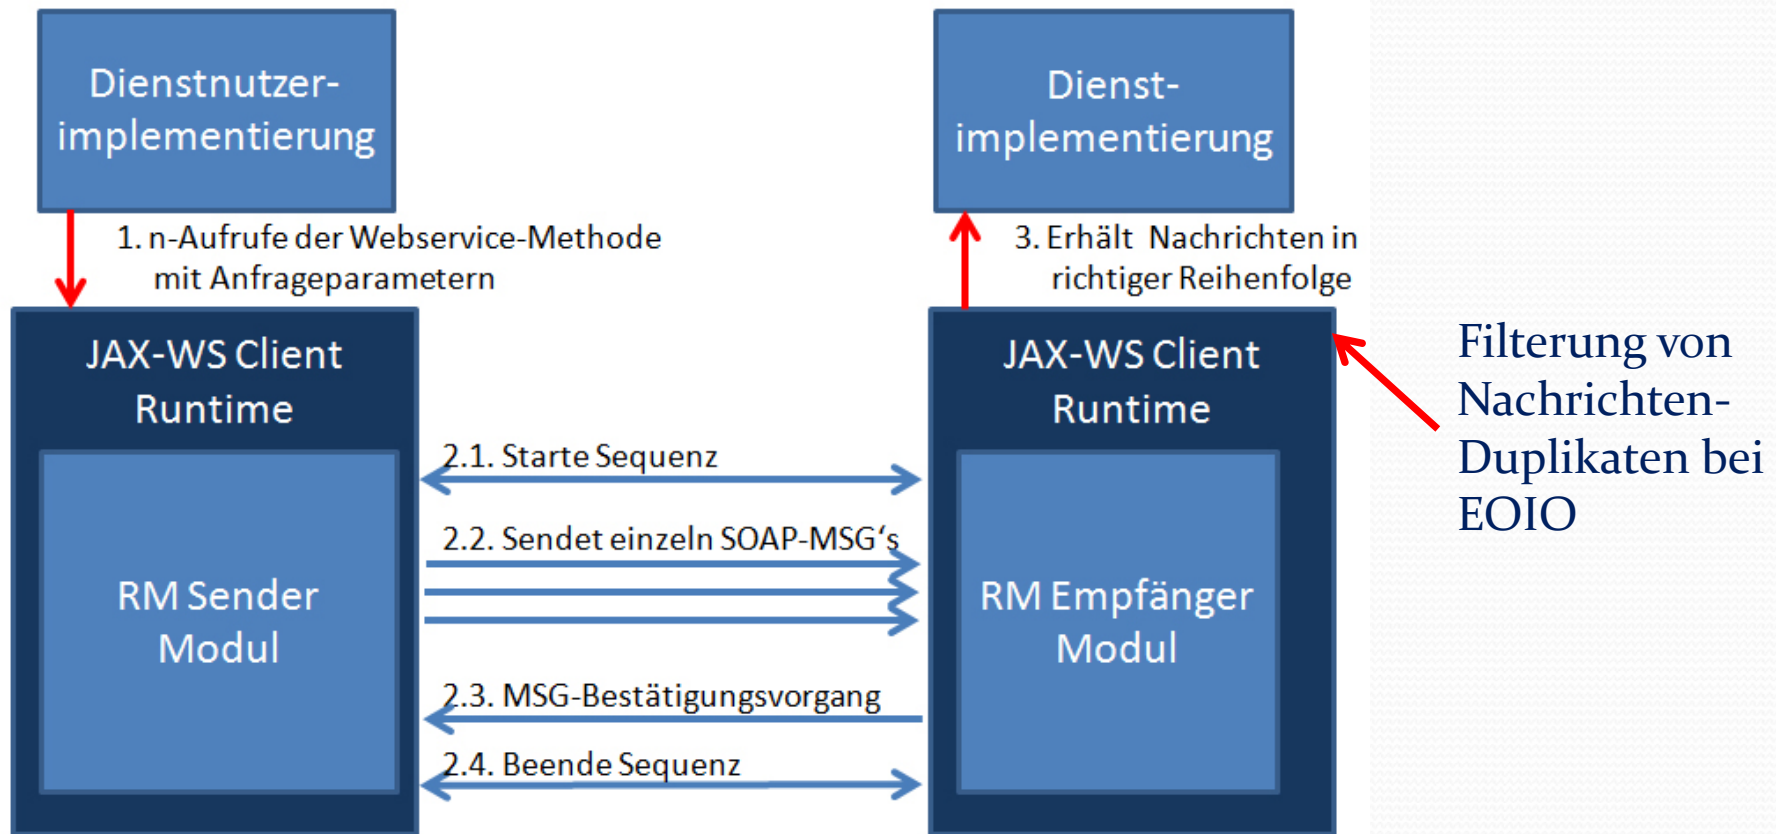 Dienstnutzer-
implementierung
Dienst-
implementierung
1. n-Aufrufe der Webservice-Methode
mit Anfrageparametern
3. Erhält Nachrichten in
richtiger Reihenfolge
JAX-WS Client
Runtime
JAX-WS Client
Runtime
Filterung von
Nachrichten-
Duplikaten bei
EOIO
2.1. Starte Sequenz
2.2. Sendet einzeln SOAP-MSG‘s
RM Sender
Modul
RM Empfänger
Modul
2.3. MSG-Bestätigungsvorgang
2.4. Beende Sequenz